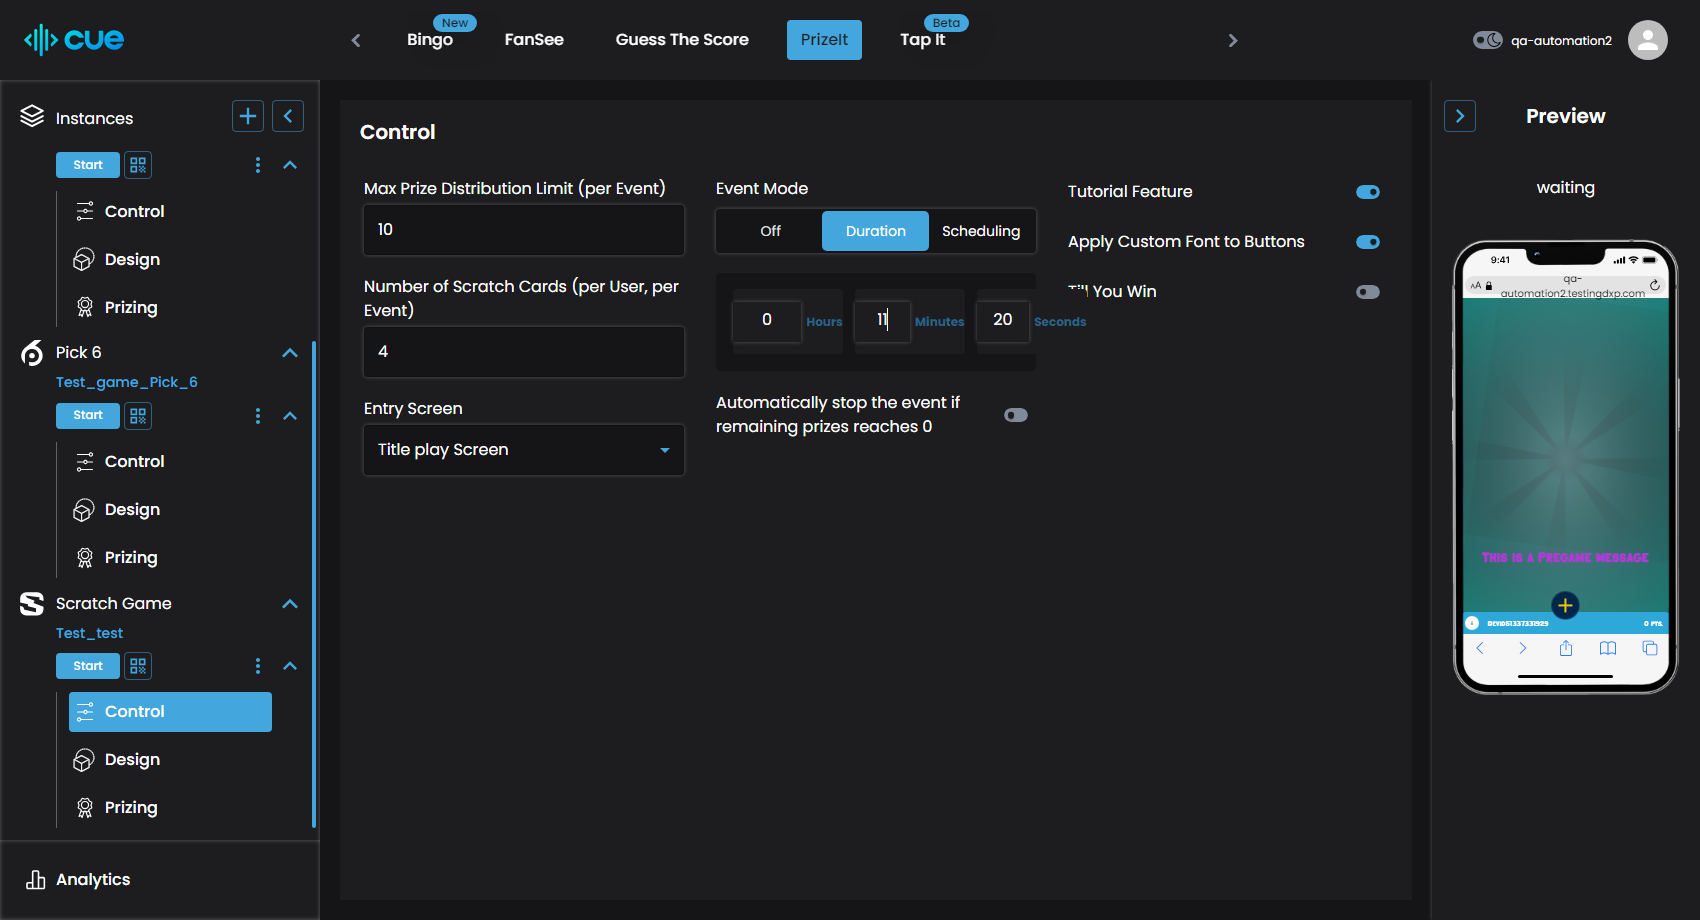 cue
New
Bingo
FanSee
Guess The Score
PrizeIt
Beta
Tap It
qa-automation2
Instances
Start
Control
Design
Prizing
Pick 6
Test_game_Pick_6
Start
Control
Design
Prizing
Scratch Game
Test_test
Start
Control
Design
Prizing
Analytics
Control
Max Prize Distribution Limit (per Event)
10
Number of Scratch Cards (per User, per
Event)
4
Entry Screen
Title play Screen
Event Mode
Off
Duration
Scheduling
0 Hours
11 Minutes
20 Seconds
Automatically stop the event if
remaining prizes reaches 0
Tutorial Feature
Apply Custom Font to Buttons
Till You Win
Preview
waiting
9:41
AA
qa-
automation2.testingdxp.com
This is a Pregame message
0 PTS.